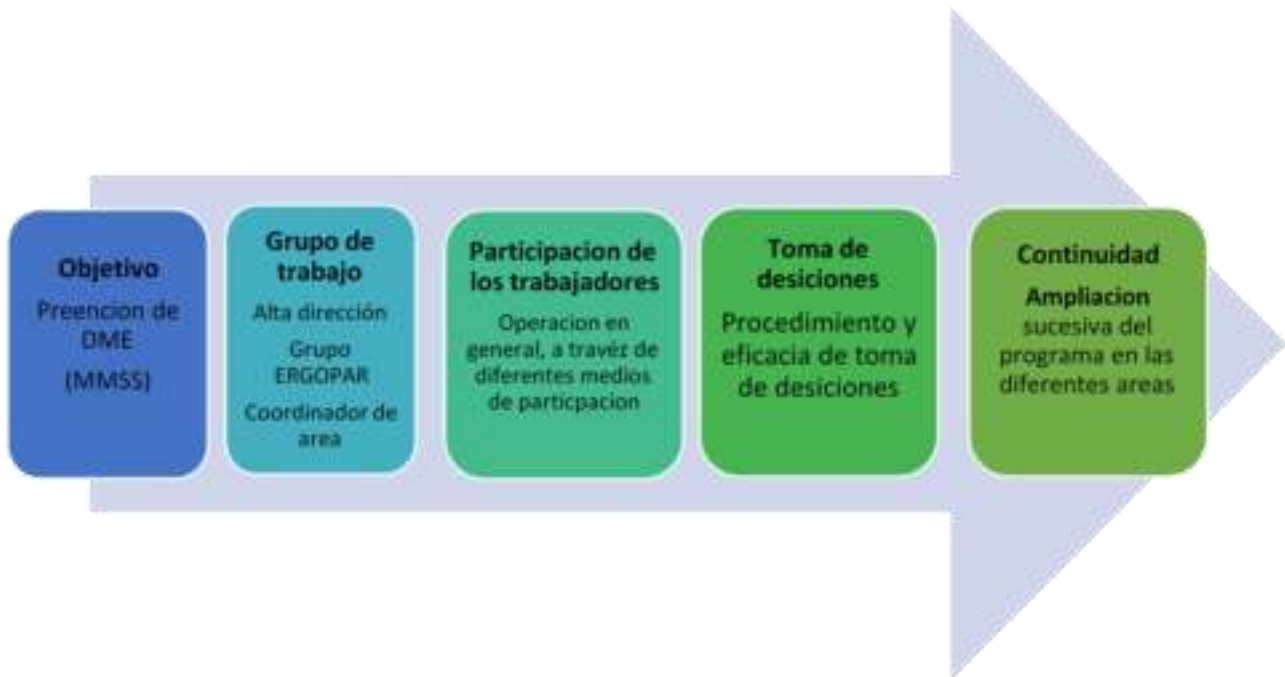 Objetivo
Preencion de
DME
(MMSS)
Grupo de
trabajo
Alta dirección
Grupo
ERGOPAR
Coordinador de
area
Participacion de
los trabajadores
Operacion en
general, a travéz de
diferentes medios
de particpacion
Toma de
desiciones
Procedimiento y
eficacia de toma
de desiciones
Continuidad
Ampliacion
sucesiva del
programa en las
diferentes areas